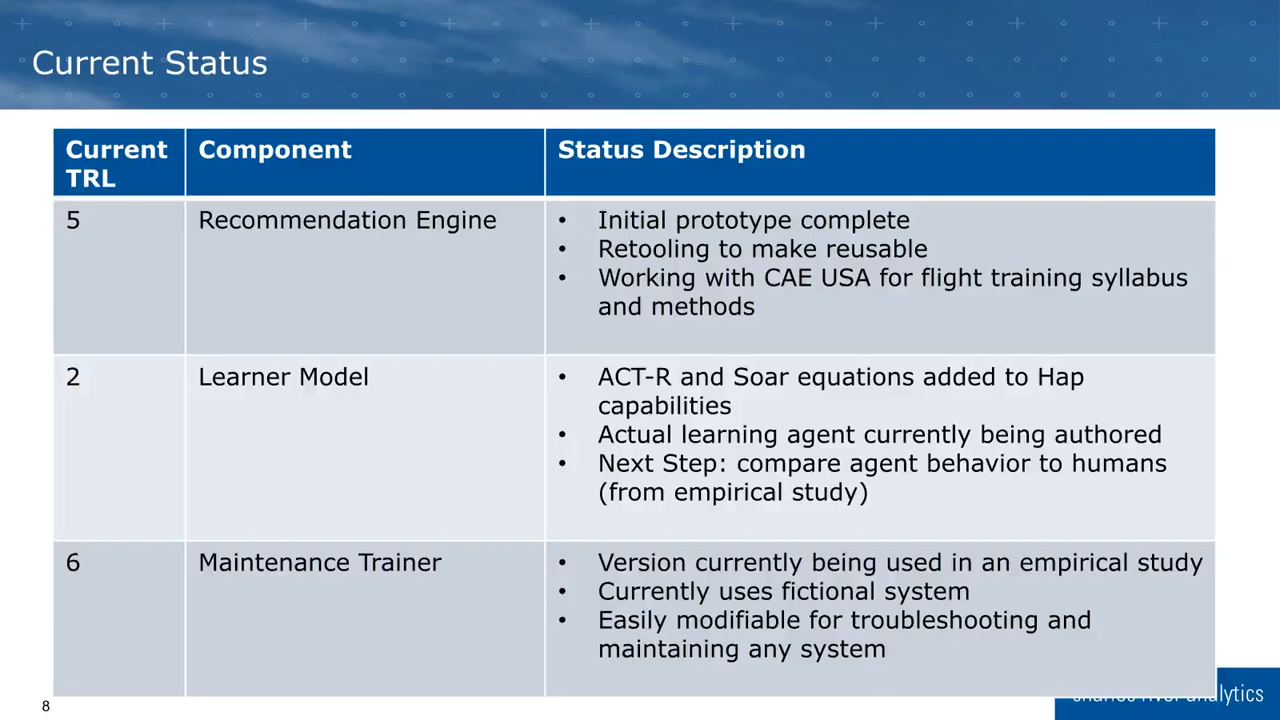 Current Status
Current
TRL
Component
Status Description
5
Recommendation Engine
• Initial prototype complete
• Retooling to make reusable
• Working with CAE USA for flight training syllabus
and methods
2
Learner Model
• ACT-R and Soar equations added to Hap
capabilities
• Actual learning agent currently being authored
• Next Step: compare agent behavior to humans
(from empirical study)
6
Maintenance Trainer
• Version currently being used in an empirical study
• Currently uses fictional system
• Easily modifiable for troubleshooting and
maintaining any system
8
charles river analytics